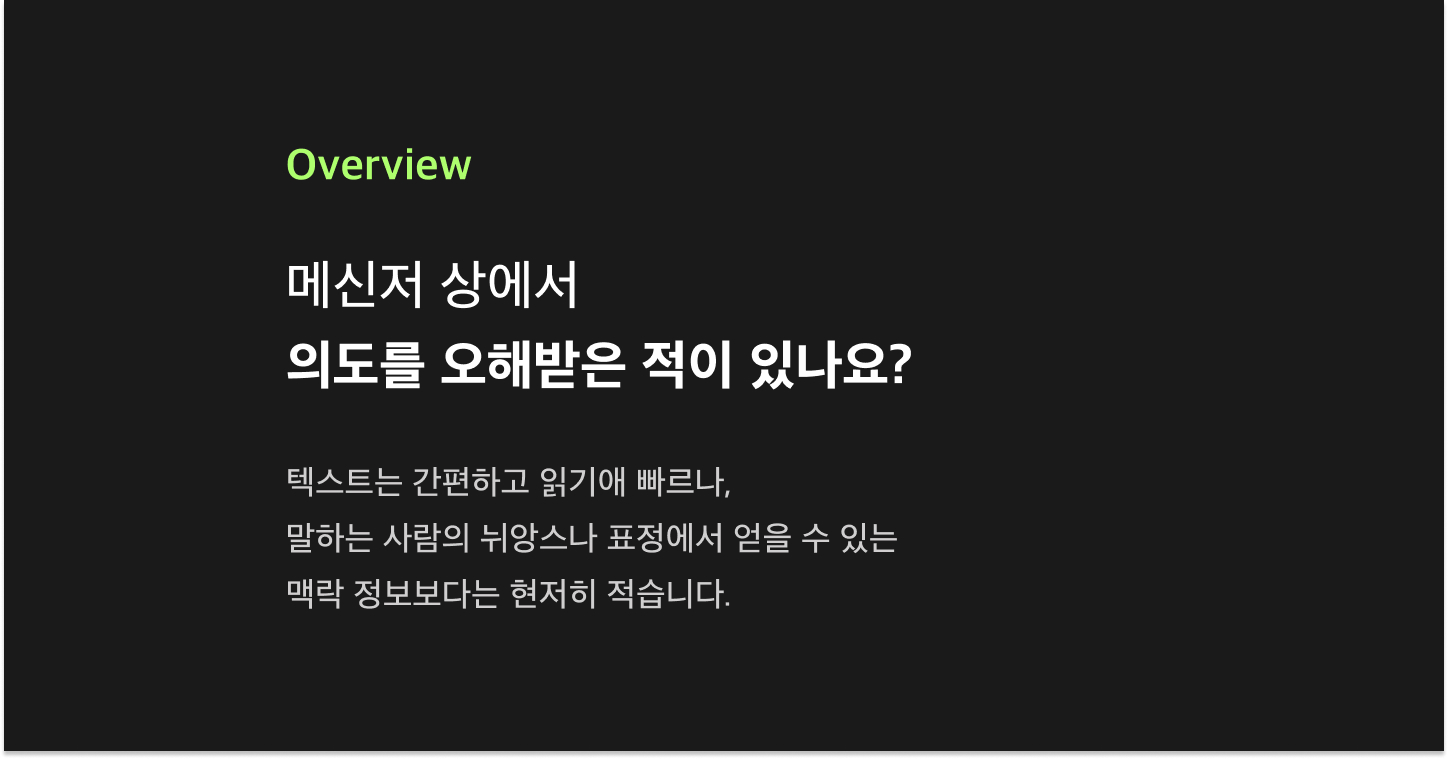 Overview
메신저 상에서
의도를 오해받은 적이 있나요?
텍스트는 간편하고 읽기애 빠르나,
말하는 사람의 뉘앙스나 표정에서 얻을 수 있는
맥락 정보보다는 현저히 적습니다.